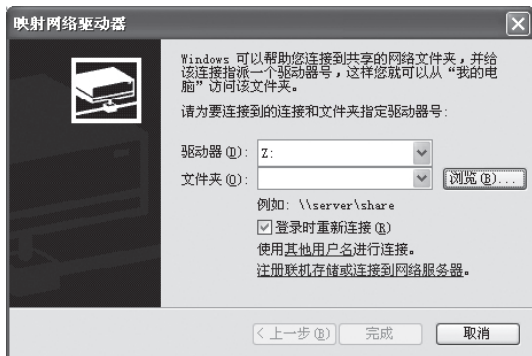 映射网络驱动器
Windows 可以帮助您连接到共享的网络文件夹，并给
该连接指派一个驱动器号，这样您就可以从“我的电
脑”访问该文件夹。
请为要连接到的连接和文件夹指定驱动器号：
驱动器(D)： Z:
文件夹(O)： 浏览(B)...
例如：\\server\share
登录时重新连接(R)
使用其他用户名进行连接。
注册联机存储或连接到网络服务器。
<上一步(B) 完成 取消